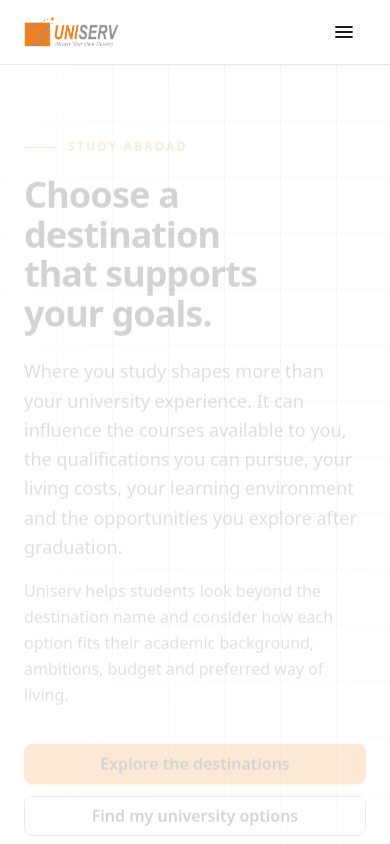 UNISERV
"Master Your Own Destiny"
STUDY ABROAD
Choose a
destination
that supports
your goals.
Where you study shapes more than
your university experience. It can
influence the courses available to you,
the qualifications you can pursue, your
living costs, your learning environment
and the opportunities you explore after
graduation.
Uniserv helps students look beyond the
destination name and consider how each
option fits their academic background,
ambitions, budget and preferred way of
living.
Explore the destinations
Find my university options